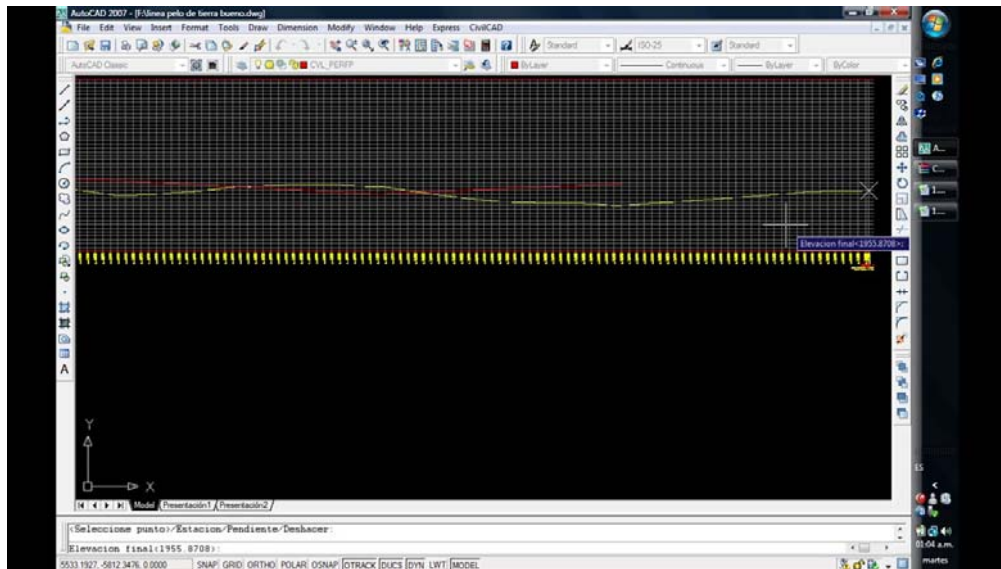 AutoCAD 2007 - [F:\linea pelo de tierra bueno.dwg]
File Edit View Insert Format Tools Draw Dimension Modify Window Help Express CivilCAD
Standard ISO-25 Standard
AutoCAD Classic CVL_PERFP ByLayer Continuous ByLayer ByColor
A...
C...
1...
1...
Elevacion final<1955.8708>:
A
Y
X
Model Presentación1 Presentación2
ES
(Seleccione punto)/Estacion/Pendiente/Deshacer:
Elevacion final<1955.8708>:
5533.1927, -5812.3476, 0.0000 SNAP GRID ORTHO POLAR OSNAP OTRACK DUCS DYN LWT MODEL
01:04 a.m.
martes